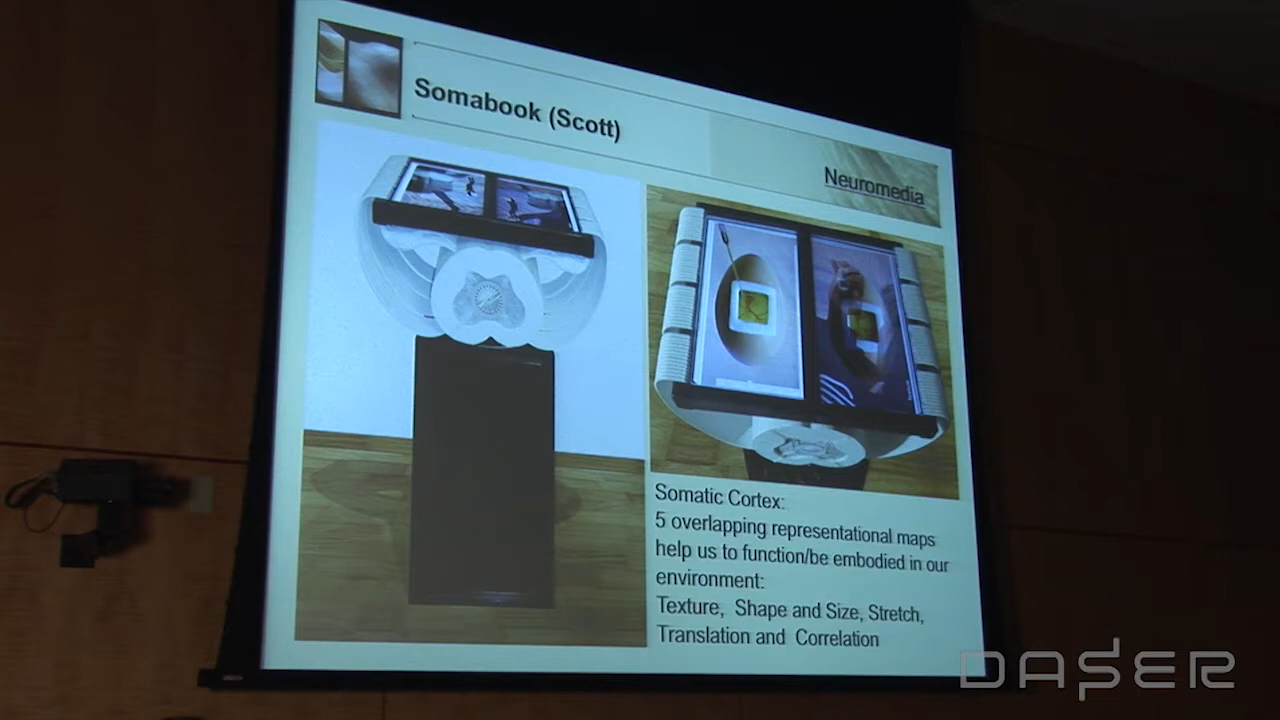 Somabook (Scott)
Neuromedia
Somatic Cortex:
5 overlapping representational maps
help us to function/be embodied in our
environment:
Texture, Shape and Size, Stretch,
Translation and Correlation
DASER